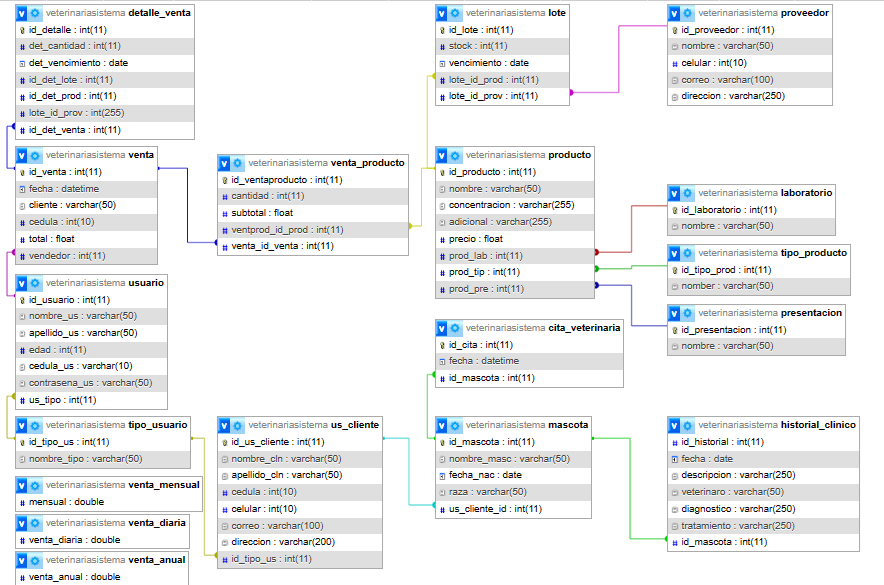 veterinariasistema detalle_venta
id_detalle : int(11)
det_cantidad : int(11)
det_vencimiento : date
id_det_lote : int(11)
id_det_prod : int(11)
lote_id_prov : int(255)
id_det_venta : int(11)
veterinariasistema venta
id_venta : int(11)
fecha : datetime
cliente : varchar(50)
cedula : int(10)
total : float
vendedor : int(11)
veterinariasistema usuario
id_usuario : int(11)
nombre_us : varchar(50)
apellido_us : varchar(50)
edad : int(11)
cedula_us : varchar(10)
contrasena_us : varchar(50)
us_tipo : int(11)
veterinariasistema tipo_usuario
id_tipo_us : int(11)
nombre_tipo : varchar(50)
veterinariasistema venta_mensual
mensual : double
veterinariasistema venta_diaria
venta_diaria : double
veterinariasistema venta_anual
venta_anual : double
veterinariasistema venta_producto
id_ventaproducto : int(11)
cantidad : int(11)
subtotal : float
ventprod_id_prod : int(11)
venta_id_venta : int(11)
veterinariasistema us_cliente
id_us_cliente : int(11)
nombre_cln : varchar(50)
apellido_cln : varchar(50)
cedula : int(10)
celular : int(10)
correo : varchar(100)
direccion : varchar(200)
id_tipo_us : int(11)
veterinariasistema lote
id_lote : int(11)
stock : int(11)
vencimiento : date
lote_id_prod : int(11)
lote_id_prov : int(11)
veterinariasistema producto
id_producto : int(11)
nombre : varchar(50)
concentracion : varchar(255)
adicional : varchar(255)
precio : float
prod_lab : int(11)
prod_tip : int(11)
prod_pre : int(11)
veterinariasistema cita_veterinaria
id_cita : int(11)
fecha : datetime
id_mascota : int(11)
veterinariasistema mascota
id_mascota : int(11)
nombre_masc : varchar(50)
fecha_nac : date
raza : varchar(50)
us_cliente_id : int(11)
veterinariasistema proveedor
id_proveedor : int(11)
nombre : varchar(50)
celular : int(10)
correo : varchar(100)
direccion : varchar(250)
veterinariasistema laboratorio
id_laboratorio : int(11)
nombre : varchar(50)
veterinariasistema tipo_producto
id_tipo_prod : int(11)
nomber : varchar(50)
veterinariasistema presentacion
id_presentacion : int(11)
nombre : varchar(50)
veterinariasistema historial_clinico
id_historial : int(11)
fecha : date
descripcion : varchar(250)
veterinaro : varchar(50)
diagnostico : varchar(250)
tratamiento : varchar(250)
id_mascota : int(11)